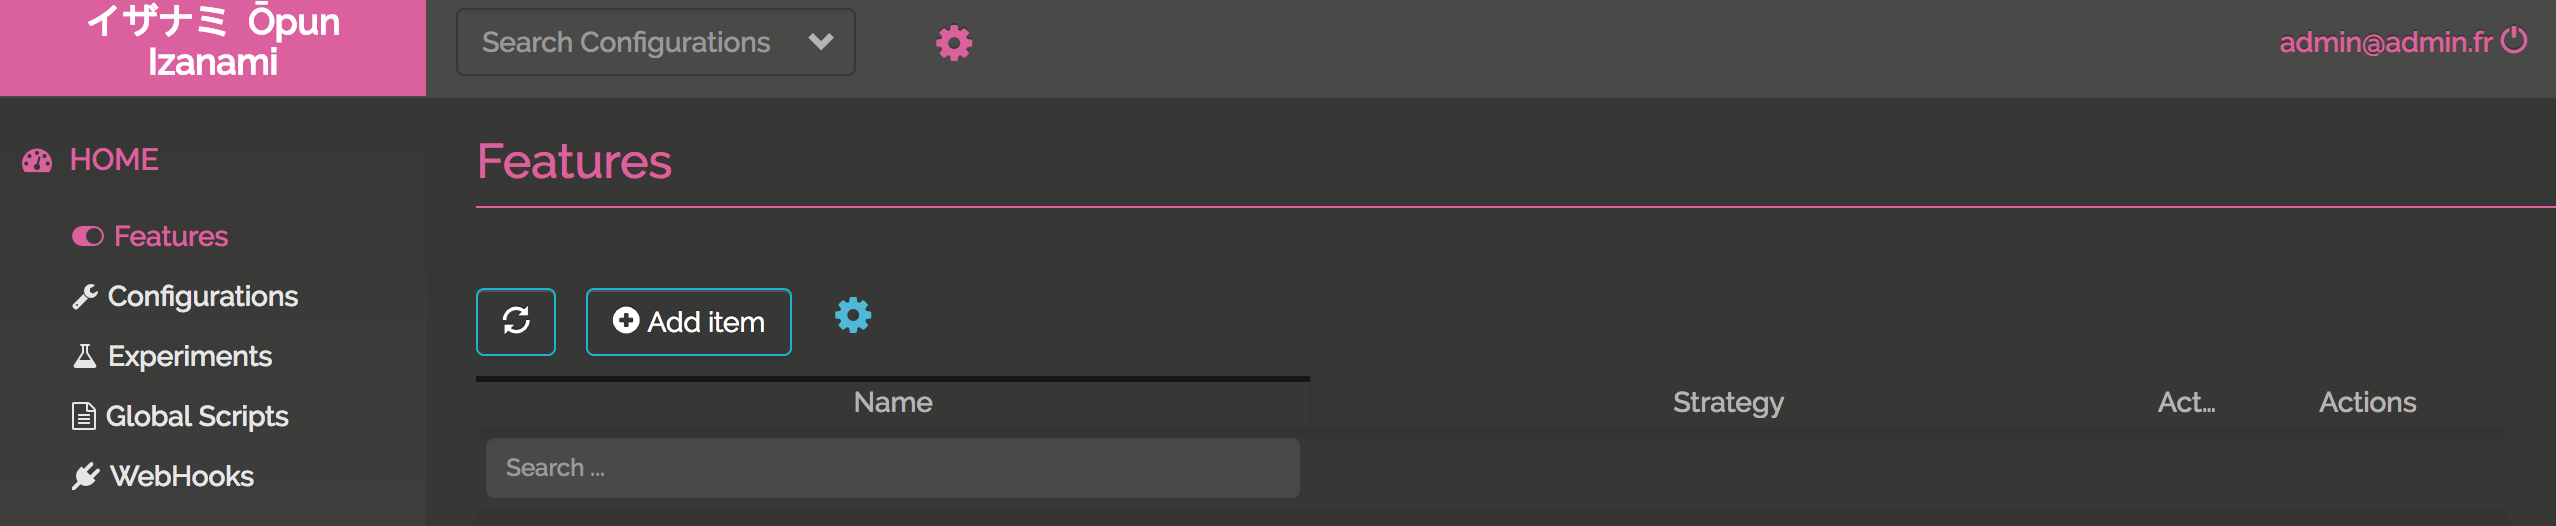 イザナミ Ōpun
Izanami
Search Configurations
admin@admin.fr
HOME
Features
Configurations
Experiments
Global Scripts
WebHooks
Features
Add item
Name Strategy Act... Actions
Search ...